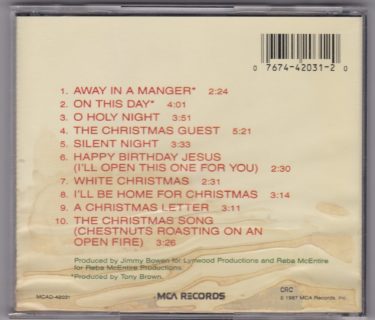 0 7674-42031-2 0
1. AWAY IN A MANGER* 2:24
2. ON THIS DAY* 4:01
3. O HOLY NIGHT 3:51
4. THE CHRISTMAS GUEST 5:21
5. SILENT NIGHT 3:33
6. HAPPY BIRTHDAY JESUS
(I'LL OPEN THIS ONE FOR YOU) 2:30
7. WHITE CHRISTMAS 2:31
8. I'LL BE HOME FOR CHRISTMAS 3:14
9. A CHRISTMAS LETTER 3:11
10. THE CHRISTMAS SONG
(CHESTNUTS ROASTING ON AN
OPEN FIRE) 3:26
Produced by Jimmy Bowen for Lynwood Productions and Reba McEntire
for Reba McEntire Productions.
*Produced by Tony Brown.
MCAD-42031
MCA RECORDS
CRC
© 1987 MCA Records, Inc.